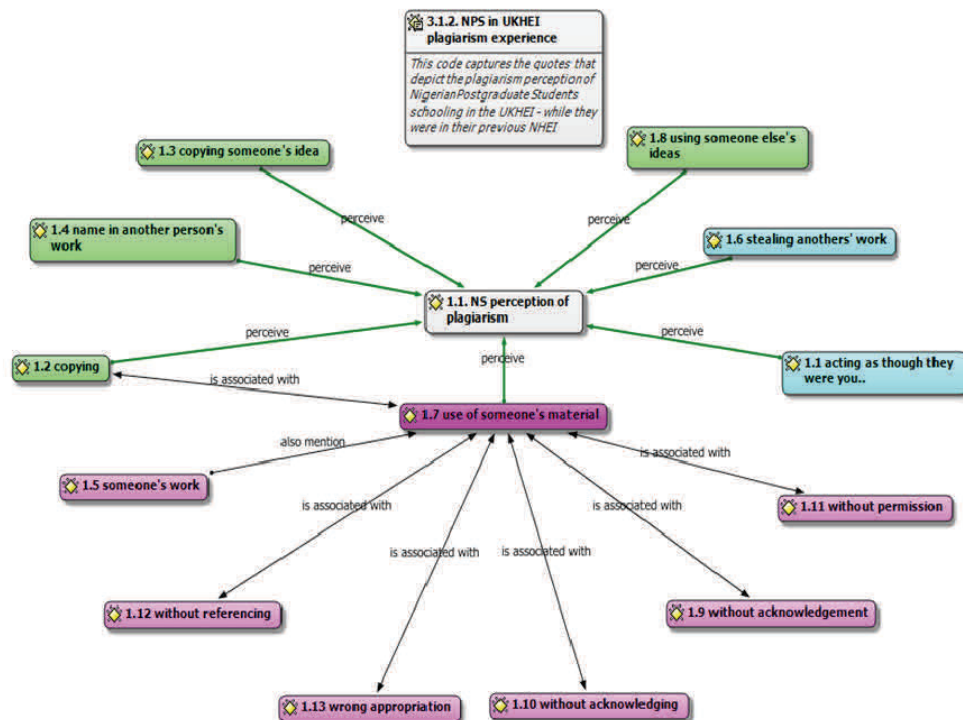 3.1.2. NPS in UKHEI
plagiarism experience
This code captures the quotes that
depict the plagiarism perception of
NigerianPostgraduate Students
schooling in the UKHEI - while they
were in their previous NHEI
1.3 copying someone's idea
1.8 using someone else's
ideas
perceive
perceive
1.4 name in another person's
work
1.6 stealing anothers' work
perceive
perceive
1.1. NS perception of
plagiarism
perceive
perceive
perceive
1.2 copying
1.1 acting as though they
were you..
is associated with
1.7 use of someone's material
also mention
is associated with
1.5 someone's work
1.11 without permission
is associated with
is associated with
is associated with
is associated with
1.12 without referencing
1.9 without acknowledgement
1.13 wrong appropriation
1.10 without acknowledging